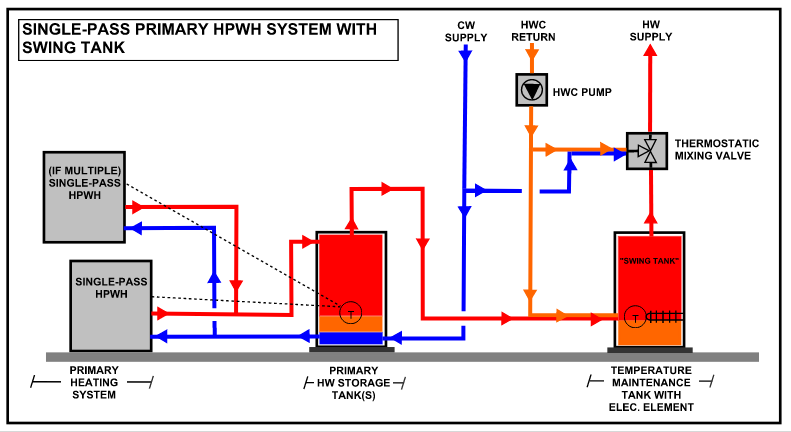 SINGLE-PASS PRIMARY HPWH SYSTEM WITH
SWING TANK
CW
SUPPLY
HWC
RETURN
HW
SUPPLY
HWC PUMP
THERMOSTATIC
MIXING VALVE
(IF MULTIPLE)
SINGLE-PASS
HPWH
SINGLE-PASS
HPWH
T
"SWING TANK"
T
PRIMARY
HEATING
SYSTEM
PRIMARY
HW STORAGE
TANK(S)
TEMPERATURE
MAINTENANCE
TANK WITH
ELEC. ELEMENT